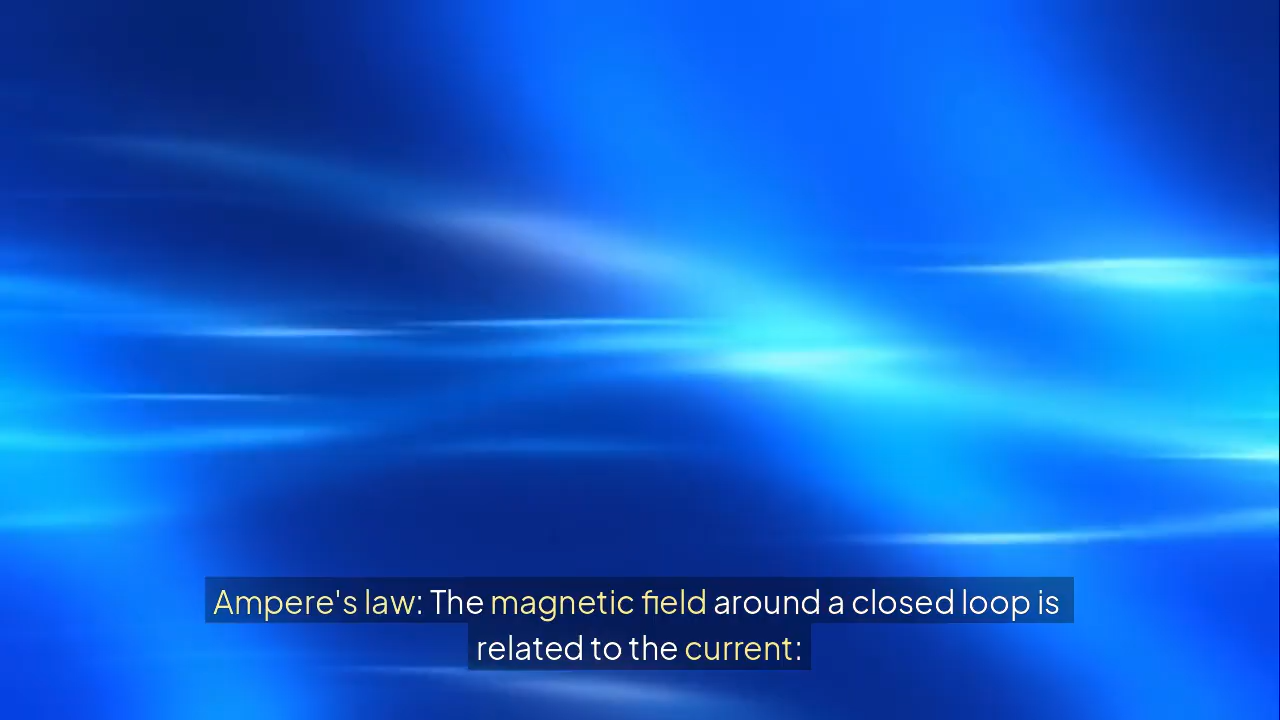 Ampere's law: The magnetic field around a closed loop is
related to the current: